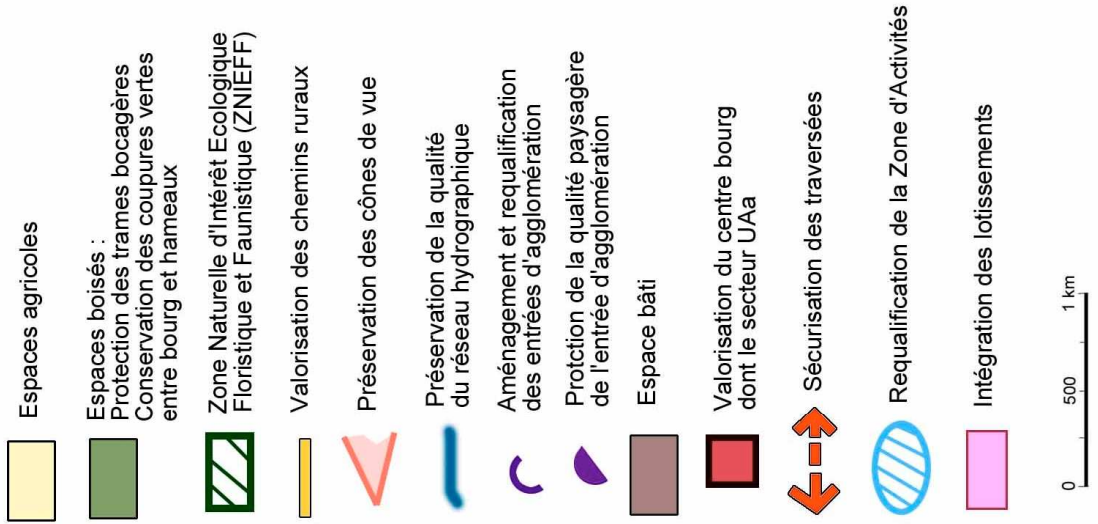 Espaces agricoles
Espaces boisés :
Protection des trames bocagères
Conservation des coupures vertes
entre bourg et hameaux
Zone Naturelle d'Intérêt Ecologique
Floristique et Faunistique (ZNIEFF)
Valorisation des chemins ruraux
Préservation des cônes de vue
Préservation de la qualité
du réseau hydrographique
Aménagement et requalification
des entrées d'agglomération
Protction de la qualité paysagère
de l'entrée d'agglomération
Espace bâti
Valorisation du centre bourg
dont le secteur UAa
Sécurisation des traversées
Requalification de la Zone d'Activités
Intégration des lotissements
0 500 1 km